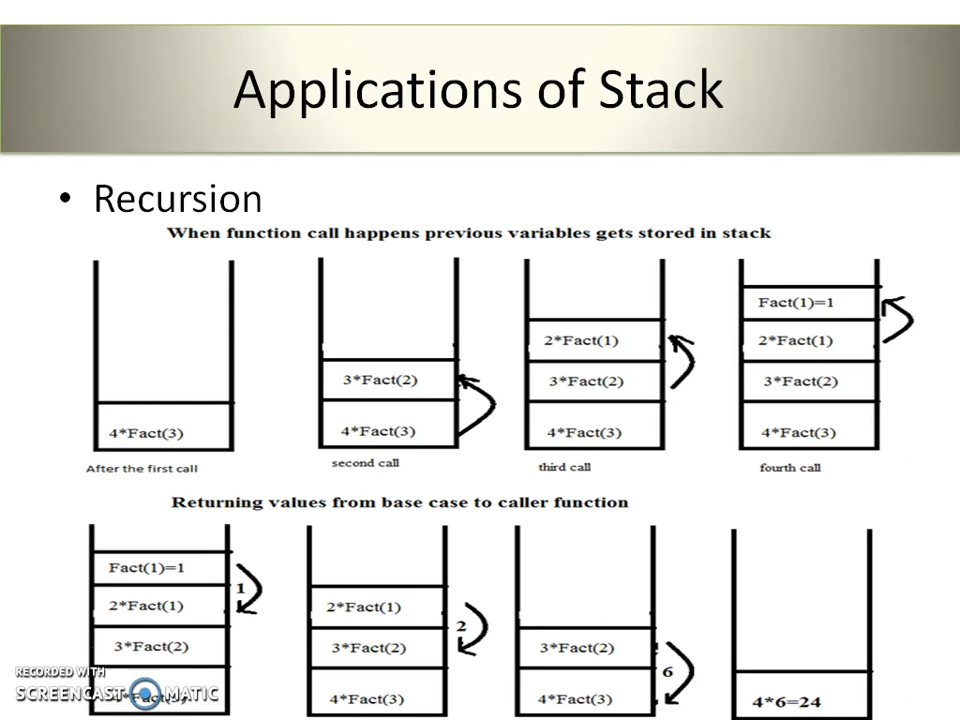 Applications of Stack
• Recursion
When function call happens previous variables gets stored in stack
4*Fact(3)
After the first call
3*Fact(2)
4*Fact(3)
second call
2*Fact(1)
3*Fact(2)
4*Fact(3)
third call
Fact(1)=1
2*Fact(1)
3*Fact(2)
4*Fact(3)
fourth call
Returning values from base case to caller function
Fact(1)=1
1
2*Fact(1)
3*Fact(2)
4*Fact(3)
2*Fact(1)
2
3*Fact(2)
4*Fact(3)
3*Fact(2)
6
4*Fact(3)
4*6=24
RECORDED WITH
SCREENCAST MATIC